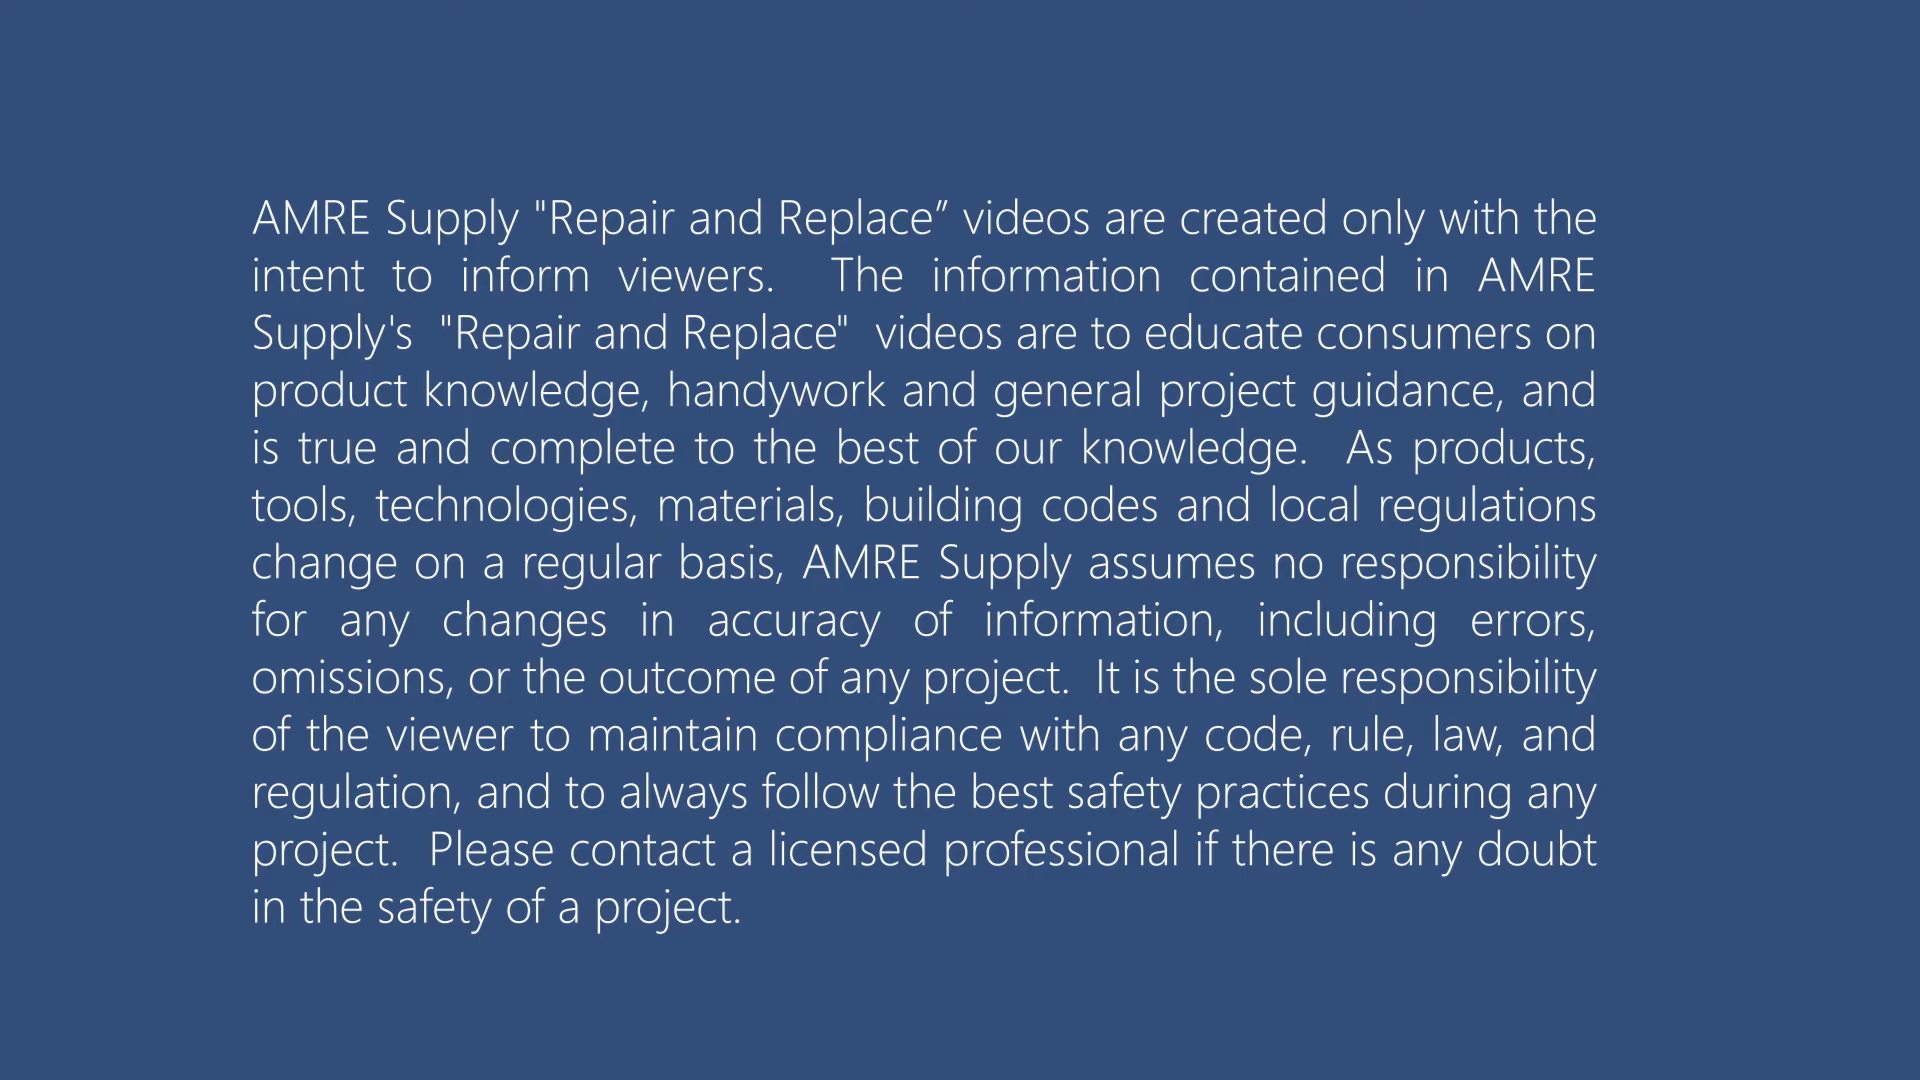 AMRE Supply "Repair and Replace” videos are created only with the
intent to inform viewers.  The information contained in AMRE
Supply's  "Repair and Replace"  videos are to educate consumers on
product knowledge, handywork and general project guidance, and
is true and complete to the best of our knowledge.  As products,
tools, technologies, materials, building codes and local regulations
change on a regular basis, AMRE Supply assumes no responsibility
for any changes in accuracy of information, including errors,
omissions, or the outcome of any project.  It is the sole responsibility
of the viewer to maintain compliance with any code, rule, law, and
regulation, and to always follow the best safety practices during any
project.  Please contact a licensed professional if there is any doubt
in the safety of a project.